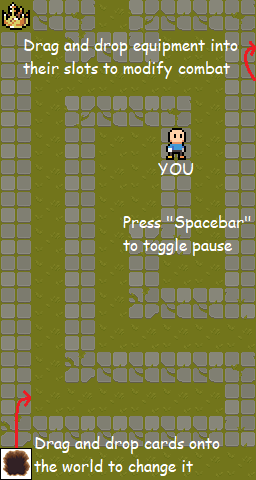 Drag and drop equipment into
their slots to modify combat
YOU
Press "Spacebar"
to toggle pause
Drag and drop cards onto
the world to change it